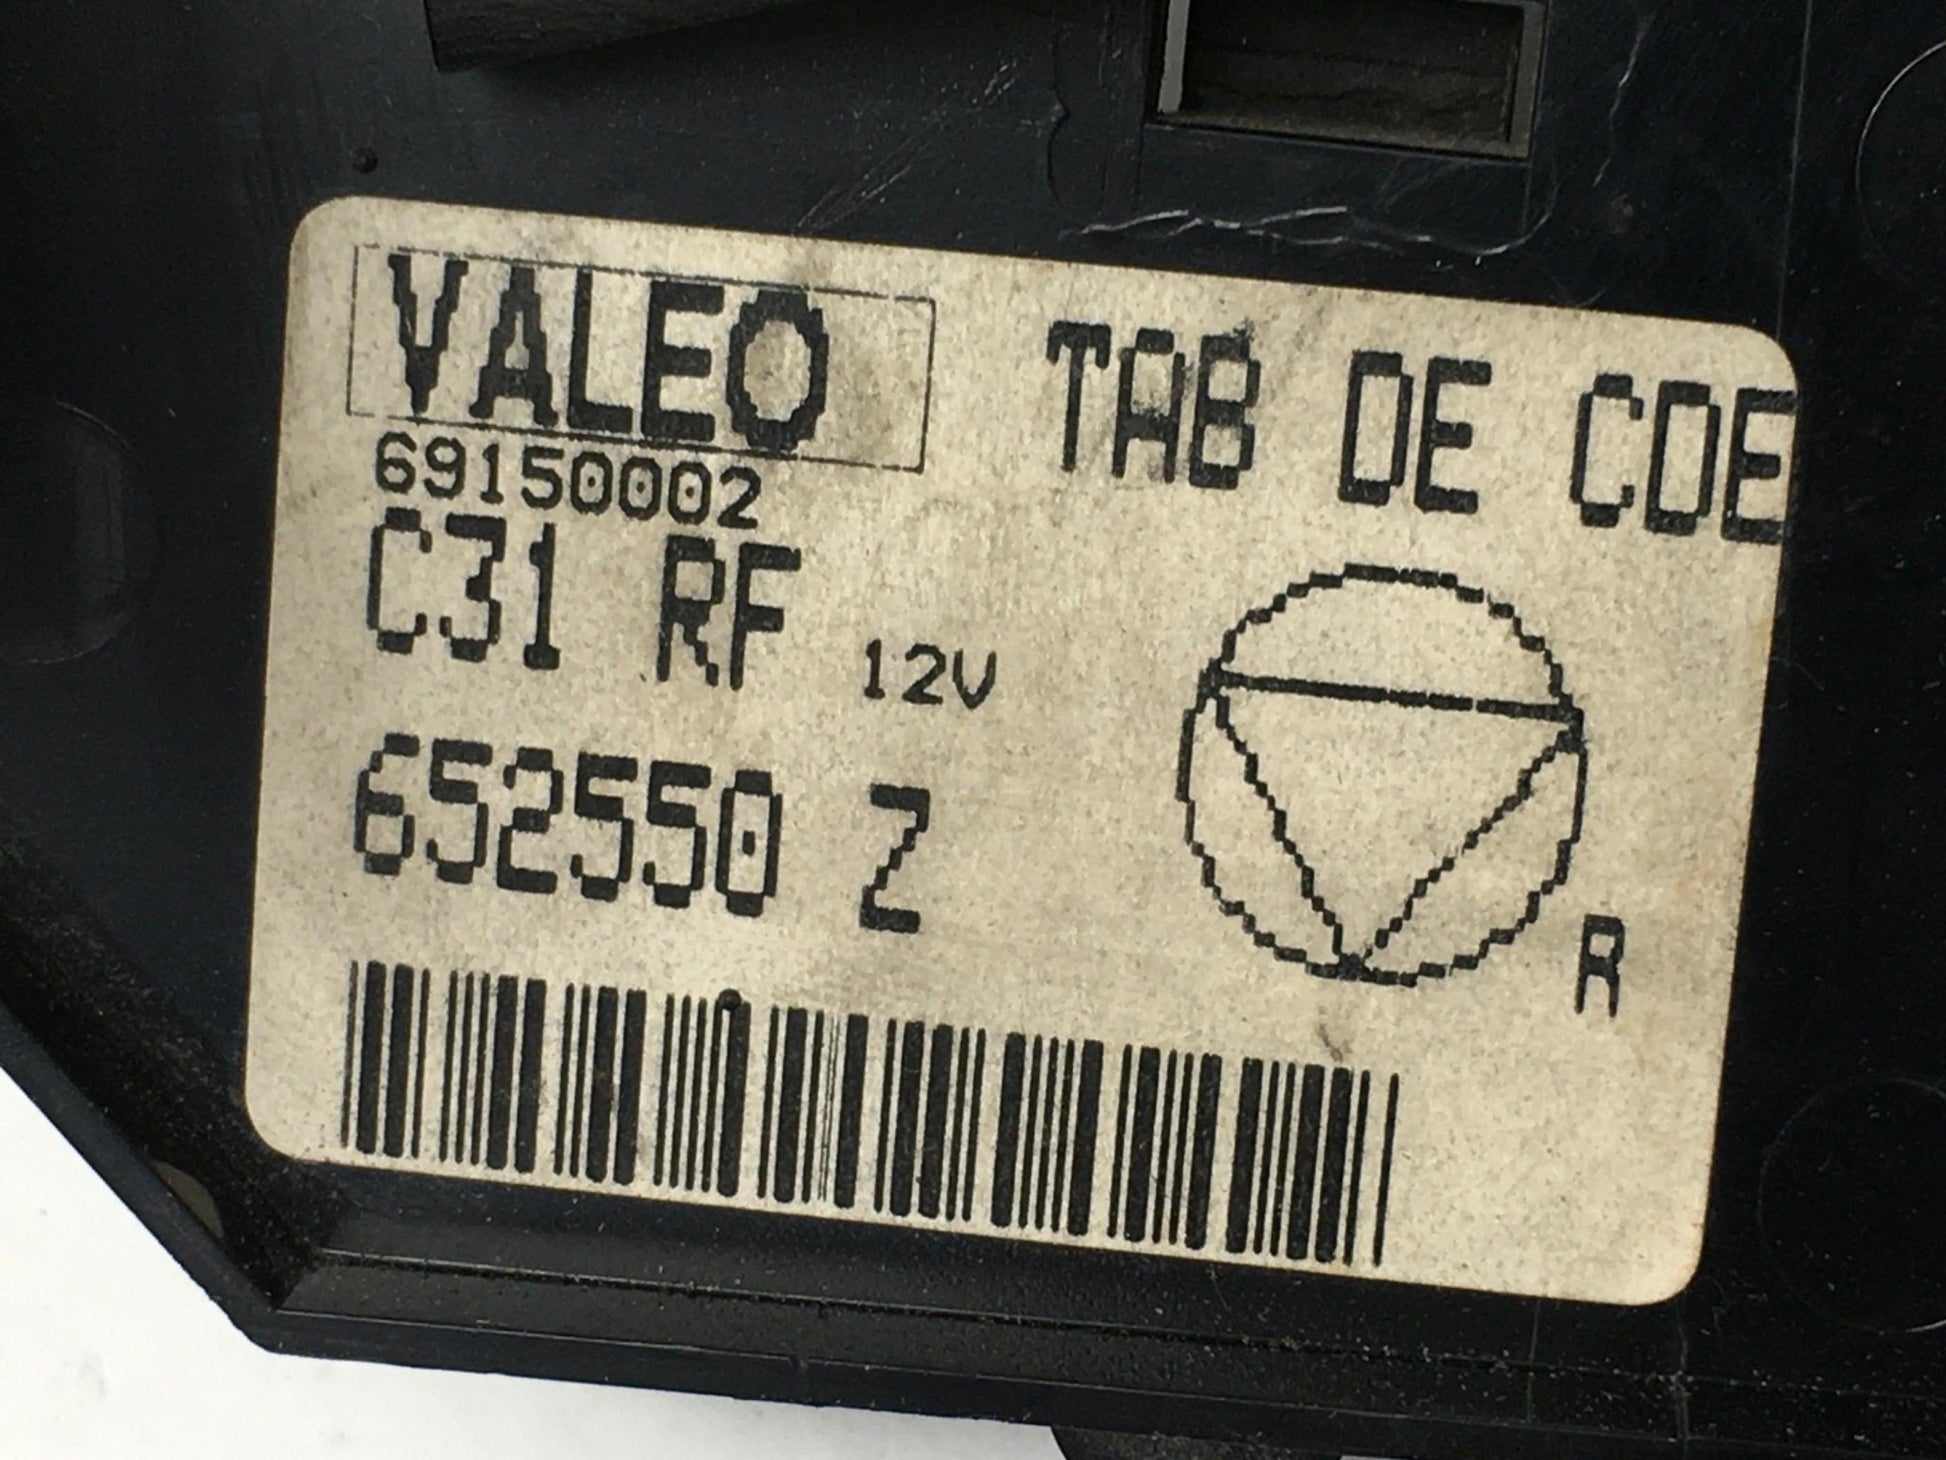 VALEO TAB DE CDE
69150002
C31 RF 12V
652550 Z
R